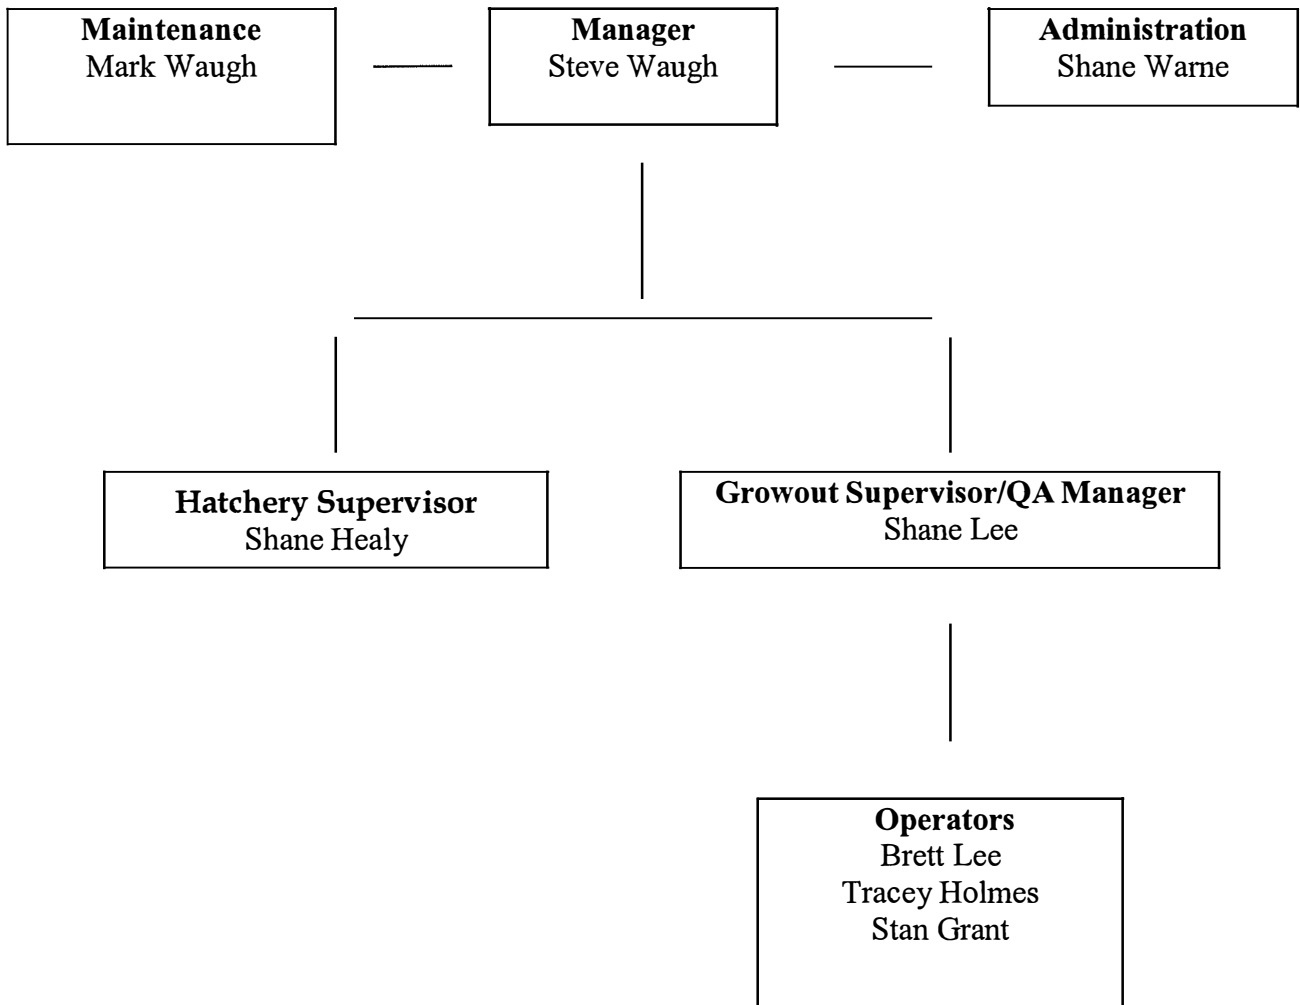 Maintenance
Mark Waugh
Manager
Steve Waugh
Administration
Shane Warne
Hatchery Supervisor
Shane Healy
Growout Supervisor/QA Manager
Shane Lee
Operators
Brett Lee
Tracey Holmes
Stan Grant